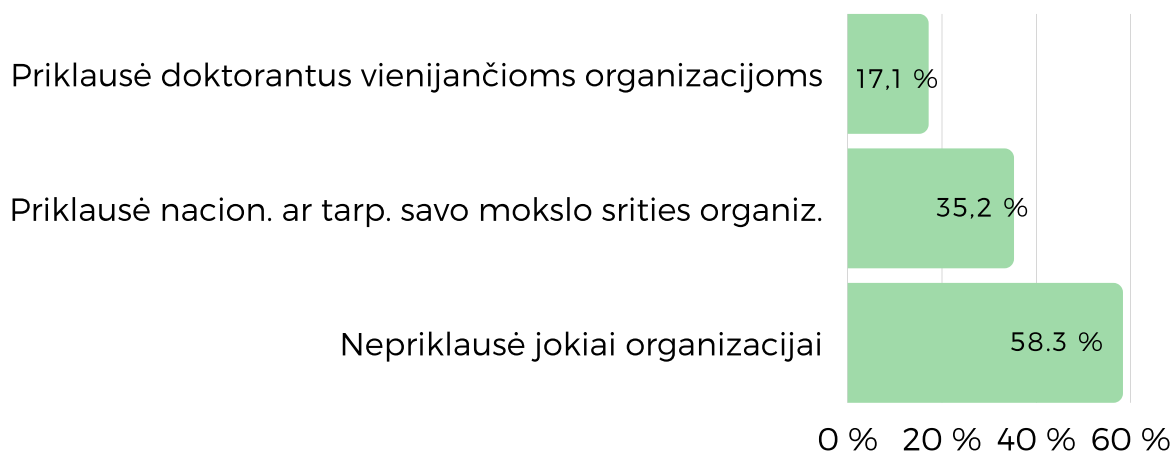 Priklausė doktorantus vienijančioms organizacijoms
17,1 %
Priklausė nacion. ar tarp. savo mokslo srities organiz.
35,2 %
Nepriklausė jokiai organizacijai
58.3 %
0 % 20 % 40 % 60 %